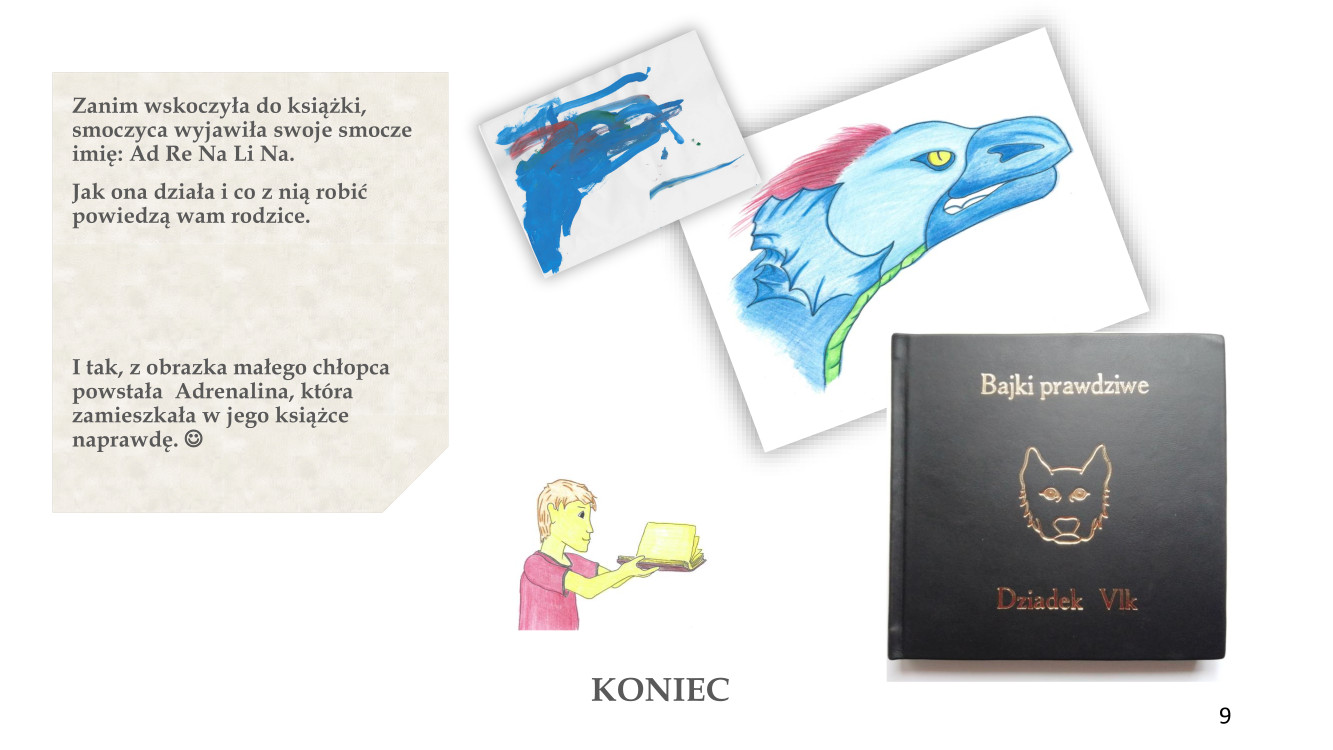 Zanim wskoczyła do książki,
smoczyca wyjawiła swoje smocze
imię: Ad Re Na Li Na.
Jak ona działa i co z nią robić
powiedzą wam rodzice.
I tak, z obrazka małego chłopca
powstała  Adrenalina, która
zamieszkała w jego książce
naprawdę. ☺
Bajki prawdziwe
Dziadek Vlk
KONIEC
9